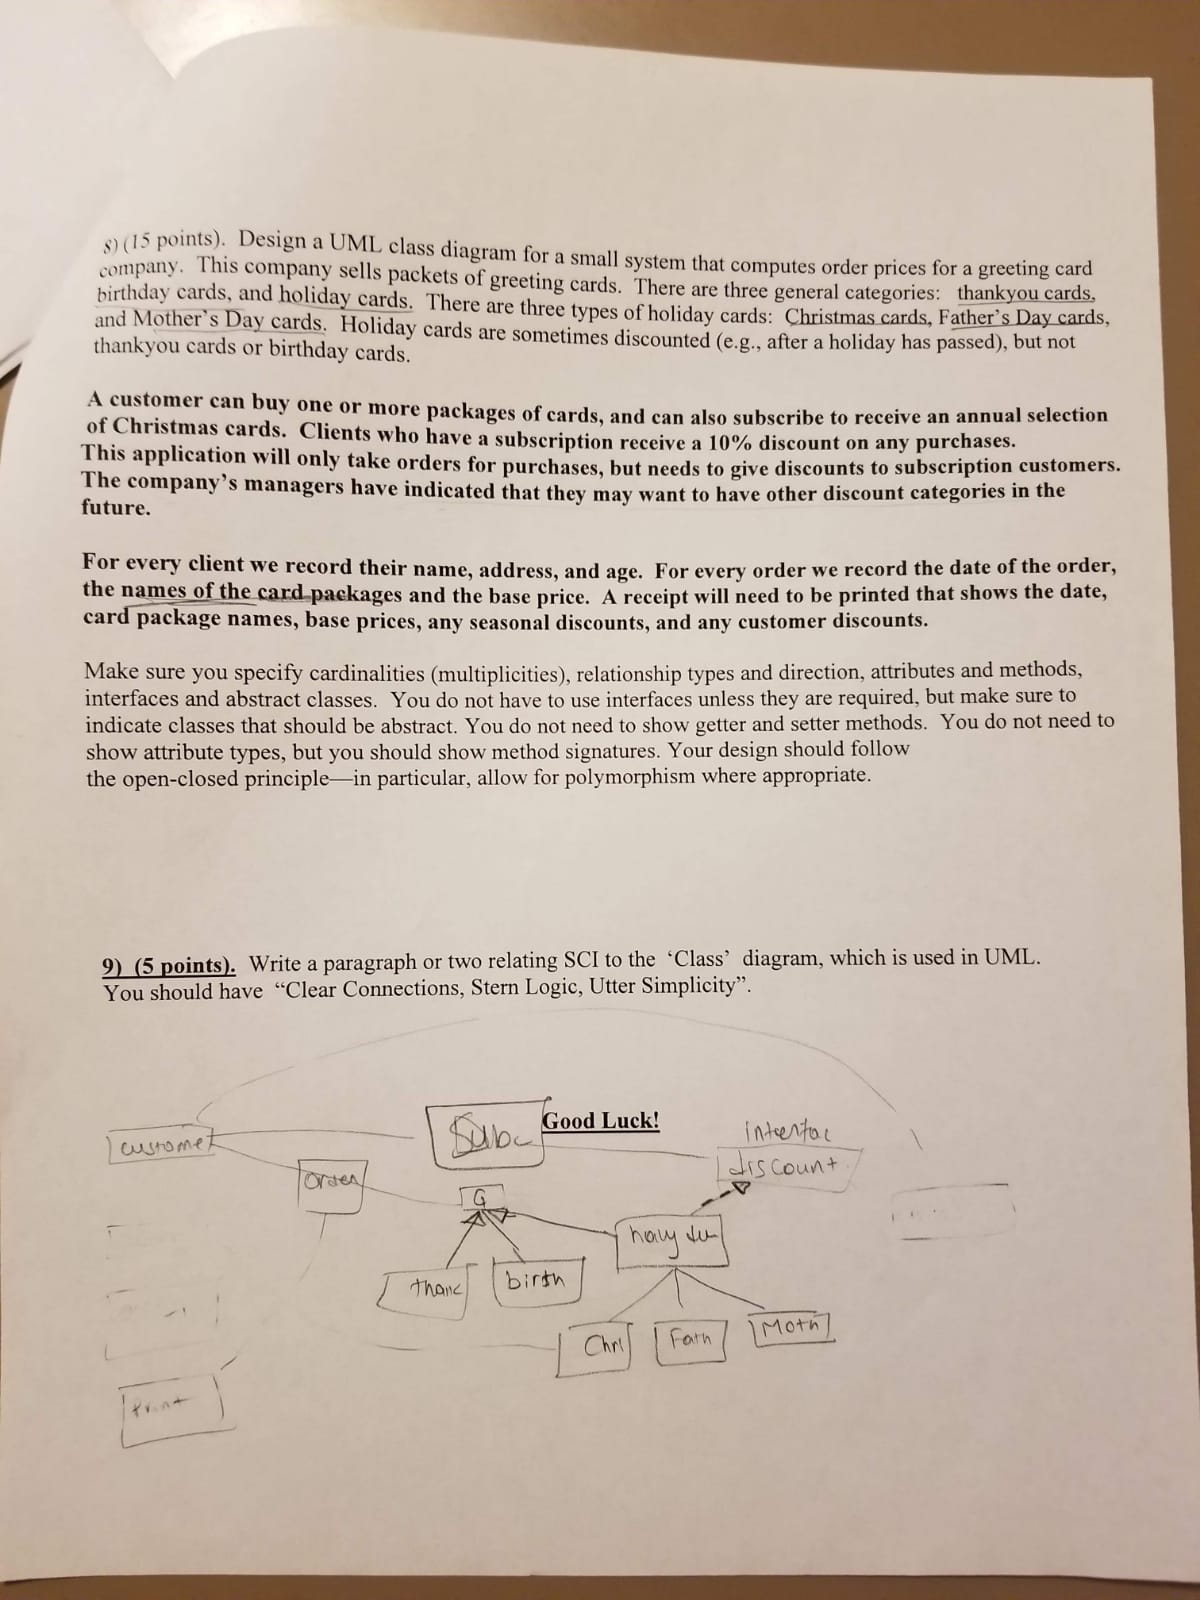 8) (15 points). Design a UML class diagram for a small system that computes order prices for a greeting card
company. This company sells packets of greeting cards. There are three general categories: thankyou cards,
birthday cards, and holiday cards. There are three types of holiday cards: Christmas cards, Father's Day cards,
and Mother's Day cards. Holiday cards are sometimes discounted (e.g., after a holiday has passed), but not
thankyou cards or birthday cards.
A customer can buy one or more packages of cards, and can also subscribe to receive an annual selection
of Christmas cards. Clients who have a subscription receive a 10% discount on any purchases.
This application will only take orders for purchases, but needs to give discounts to subscription customers.
The company's managers have indicated that they may want to have other discount categories in the
future.
For every client we record their name, address, and age. For every order we record the date of the order,
the names of the card packages and the base price. A receipt will need to be printed that shows the date,
card package names, base prices, any seasonal discounts, and any customer discounts.
Make sure you specify cardinalities (multiplicities), relationship types and direction, attributes and methods,
interfaces and abstract classes. You do not have to use interfaces unless they are required, but make sure to
indicate classes that should be abstract. You do not need to show getter and setter methods. You do not need to
show attribute types, but you should show method signatures. Your design should follow
the open-closed principle—in particular, allow for polymorphism where appropriate.
9) (5 points). Write a paragraph or two relating SCI to the 'Class' diagram, which is used in UML.
You should have "Clear Connections, Stern Logic, Utter Simplicity".
Good Luck!
customer
Subc
discount
order
G
thank
birth
Chri
Fath
Moth
Print